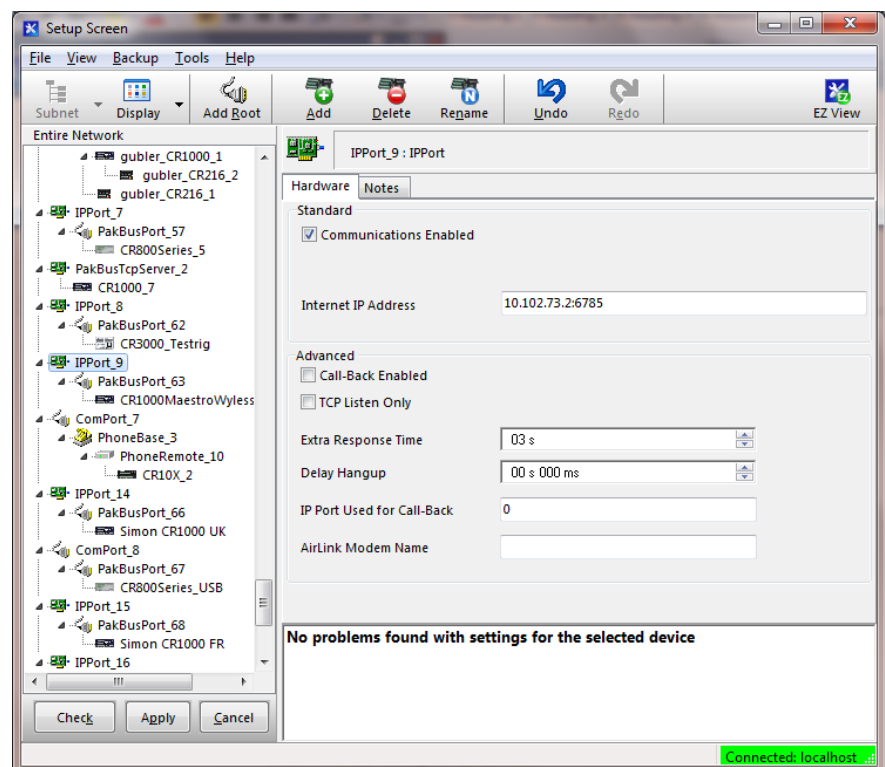 Setup Screen
File View Backup Tools Help
Subnet Display Add Root Add Delete Rename Undo Redo EZ View
Entire Network
gubler_CR1000_1
gubler_CR216_2
gubler_CR216_1
IPPort_7
PakBusPort_57
CR800Series_5
PakBusTcpServer_2
CR1000_7
IPPort_8
PakBusPort_62
CR3000_Testrig
IPPort_9
PakBusPort_63
CR1000MaestroWyless
ComPort_7
PhoneBase_3
PhoneRemote_10
CR10X_2
IPPort_14
PakBusPort_66
Simon CR1000 UK
ComPort_8
PakBusPort_67
CR800Series_USB
IPPort_15
PakBusPort_68
Simon CR1000 FR
IPPort_16
Check Apply Cancel
IPPort_9 : IPPort
Hardware Notes
Standard
Communications Enabled
Internet IP Address 10.102.73.2:6785
Advanced
Call-Back Enabled
TCP Listen Only
Extra Response Time 03 s
Delay Hangup 00 s 000 ms
IP Port Used for Call-Back 0
AirLink Modem Name
No problems found with settings for the selected device
Connected: localhost